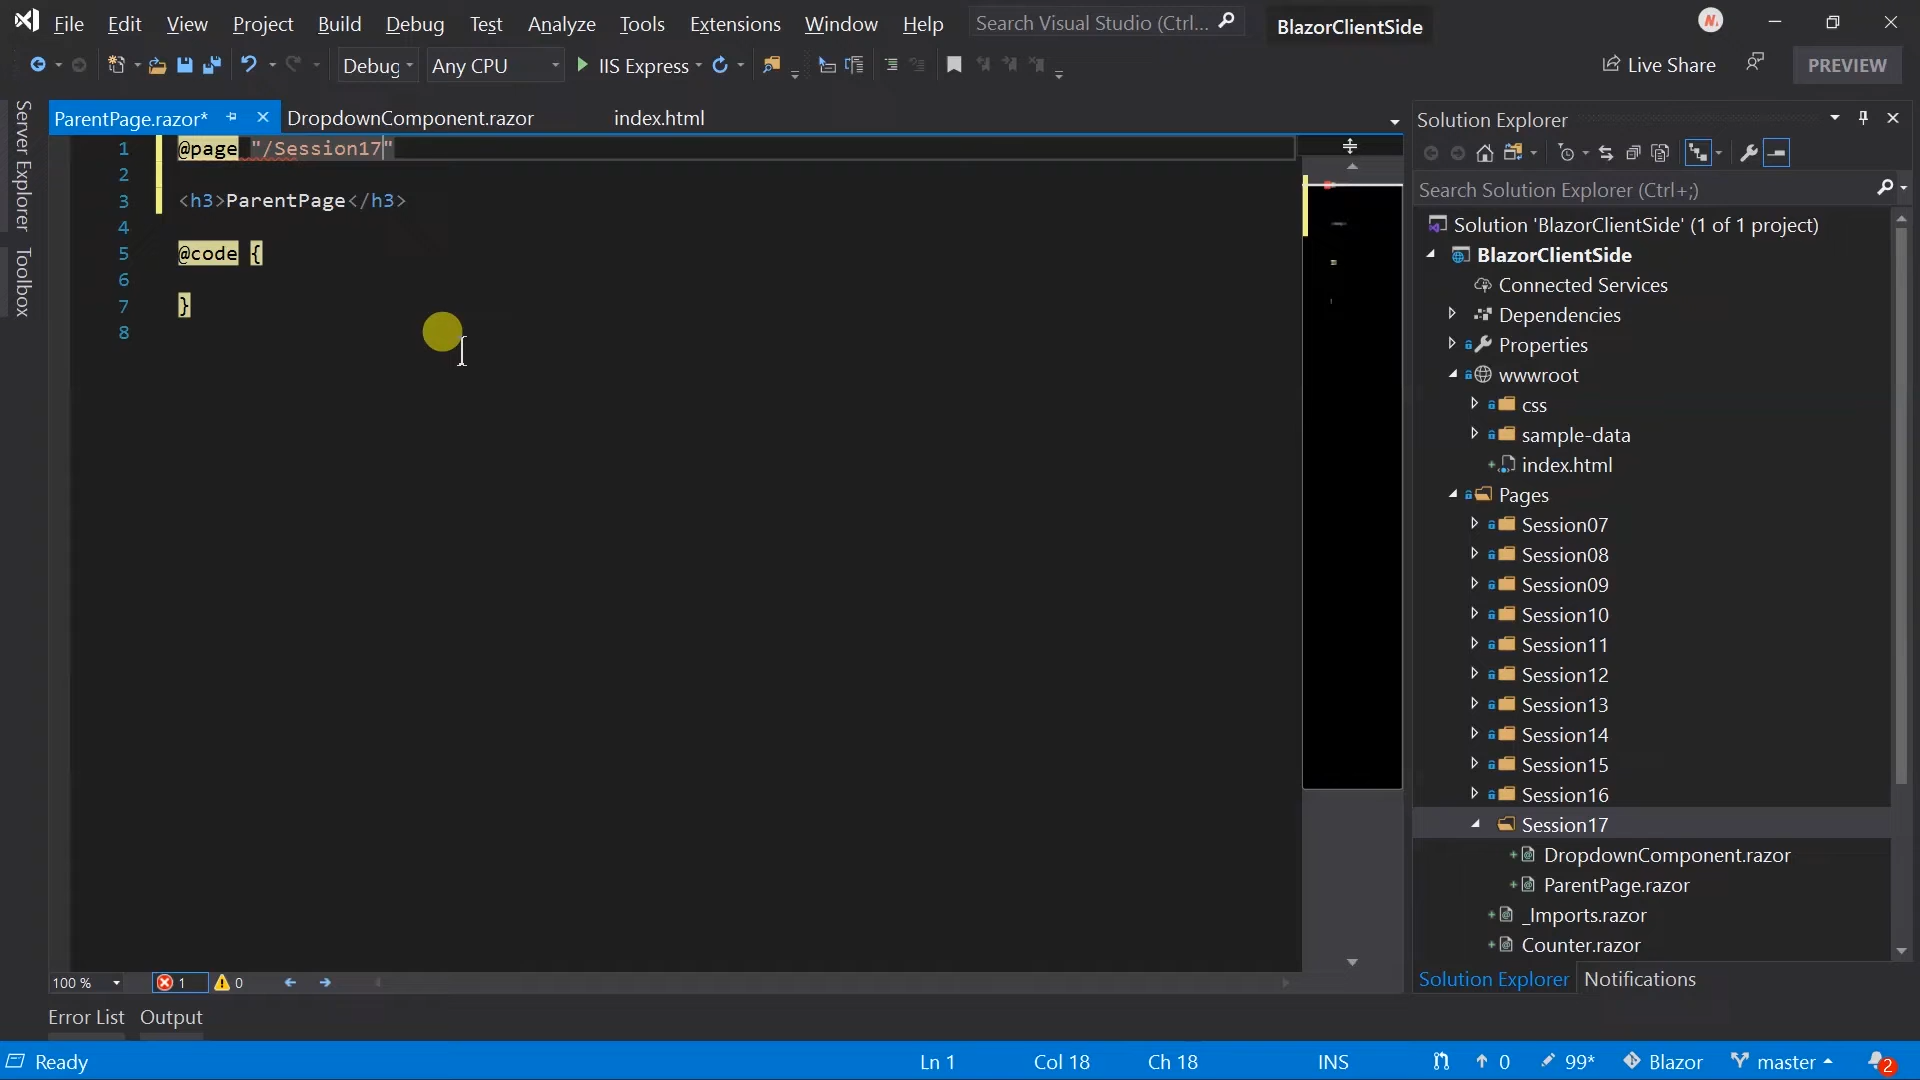 File Edit View Project Build Debug Test Analyze Tools Extensions Window Help Search Visual Studio (Ctrl... BlazorClientSide
Debug Any CPU IIS Express Live Share PREVIEW
Server Explorer
Toolbox
ParentPage.razor* DropdownComponent.razor index.html
1 @page "/Session17"
2
3 <h3>ParentPage</h3>
4
5 @code {
6
7 }
8
100 % 1 0
Error List Output
Solution Explorer
Search Solution Explorer (Ctrl+;)
Solution 'BlazorClientSide' (1 of 1 project)
BlazorClientSide
Connected Services
Dependencies
Properties
wwwroot
css
sample-data
index.html
Pages
Session07
Session08
Session09
Session10
Session11
Session12
Session13
Session14
Session15
Session16
Session17
DropdownComponent.razor
ParentPage.razor
_Imports.razor
Counter.razor
Solution Explorer Notifications
Ready Ln 1 Col 18 Ch 18 INS 0 99* Blazor master 2